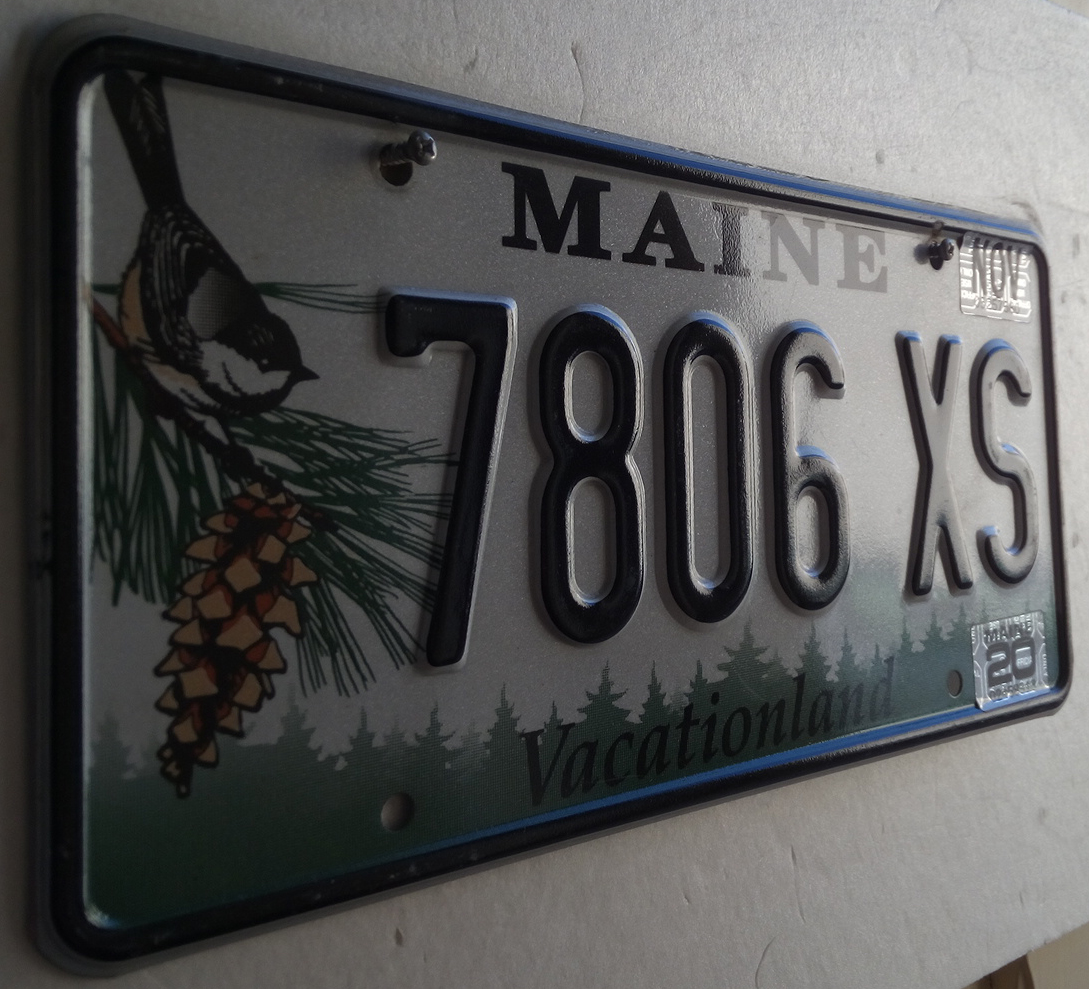 MAINE
NOV
7806 XS
20
Vacationland